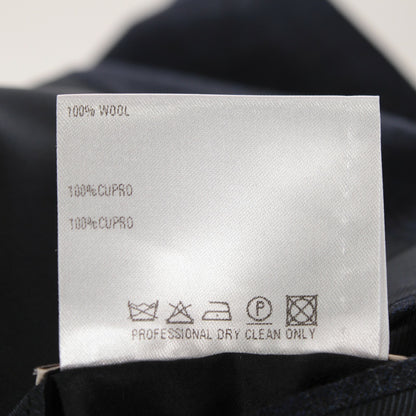 100% WOOL
100%CUPRO
100%CUPRO
P
PROFESSIONAL DRY CLEAN ONLY